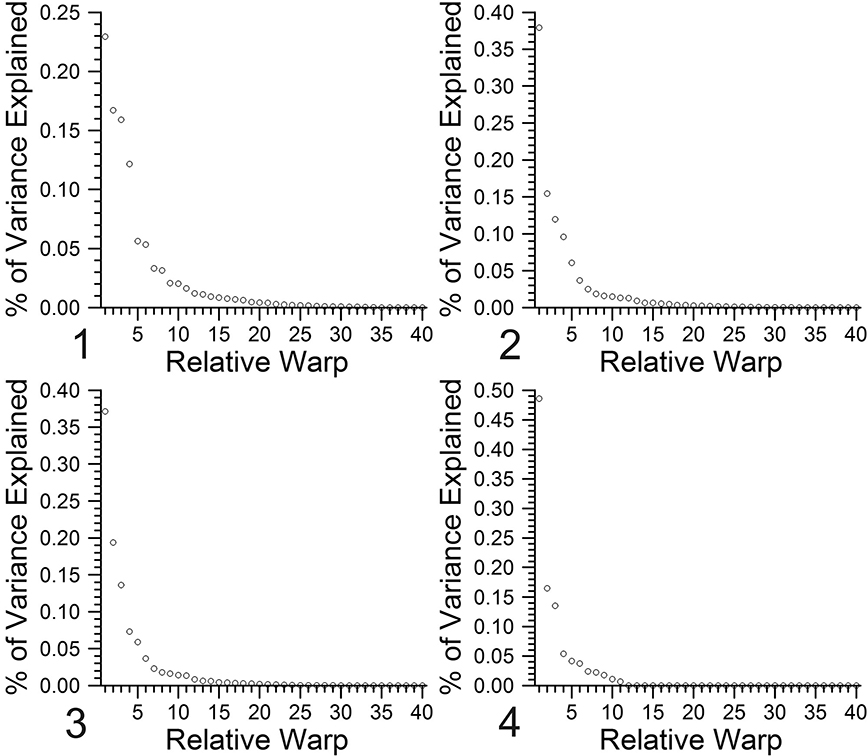 % of Variance Explained
0.25
0.20
0.15
0.10
0.05
0.00
5 10 15 20 25 30 35 40
1 Relative Warp
% of Variance Explained
0.40
0.35
0.30
0.25
0.20
0.15
0.10
0.05
0.00
5 10 15 20 25 30 35 40
2 Relative Warp
% of Variance Explained
0.40
0.35
0.30
0.25
0.20
0.15
0.10
0.05
0.00
5 10 15 20 25 30 35 40
3 Relative Warp
% of Variance Explained
0.50
0.45
0.40
0.35
0.30
0.25
0.20
0.15
0.10
0.05
0.00
5 10 15 20 25 30 35 40
4 Relative Warp